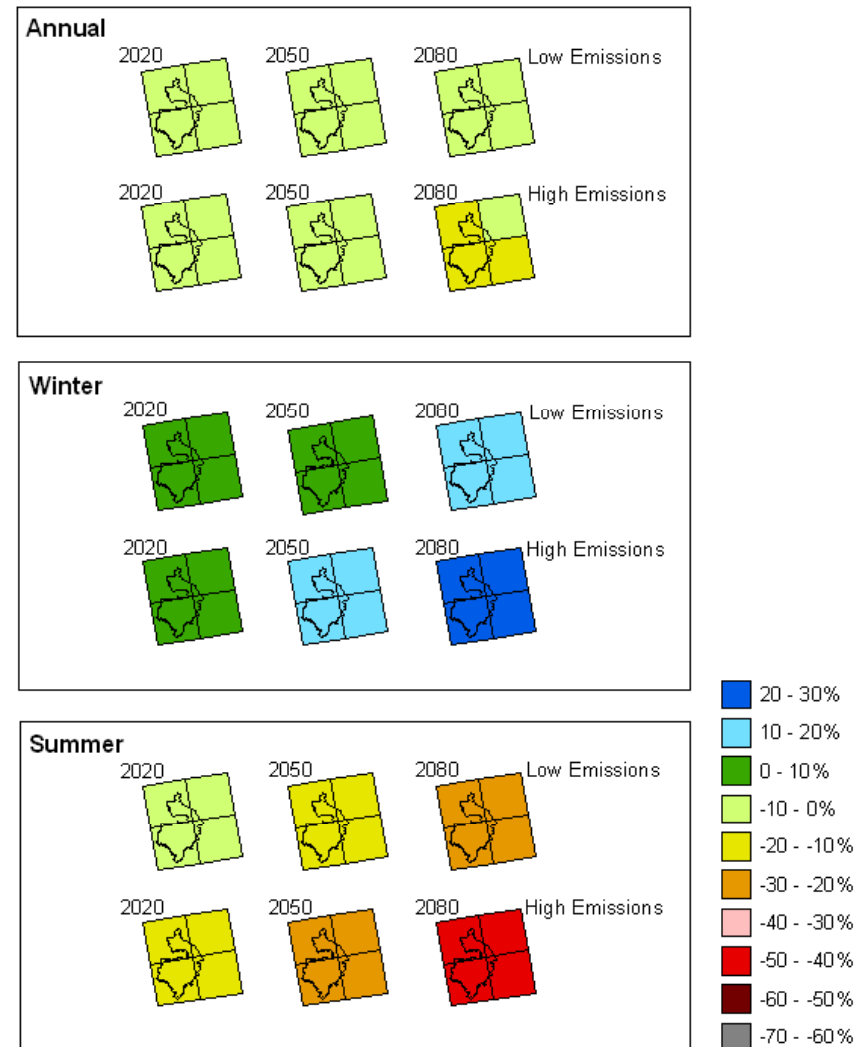 Annual
2020 2050 2080 Low Emissions
2020 2050 2080 High Emissions
Winter
2020 2050 2080 Low Emissions
2020 2050 2080 High Emissions
Summer
2020 2050 2080 Low Emissions
2020 2050 2080 High Emissions
20 - 30%
10 - 20%
0 - 10%
-10 - 0%
-20 - -10%
-30 - -20%
-40 - -30%
-50 - -40%
-60 - -50%
-70 - -60%